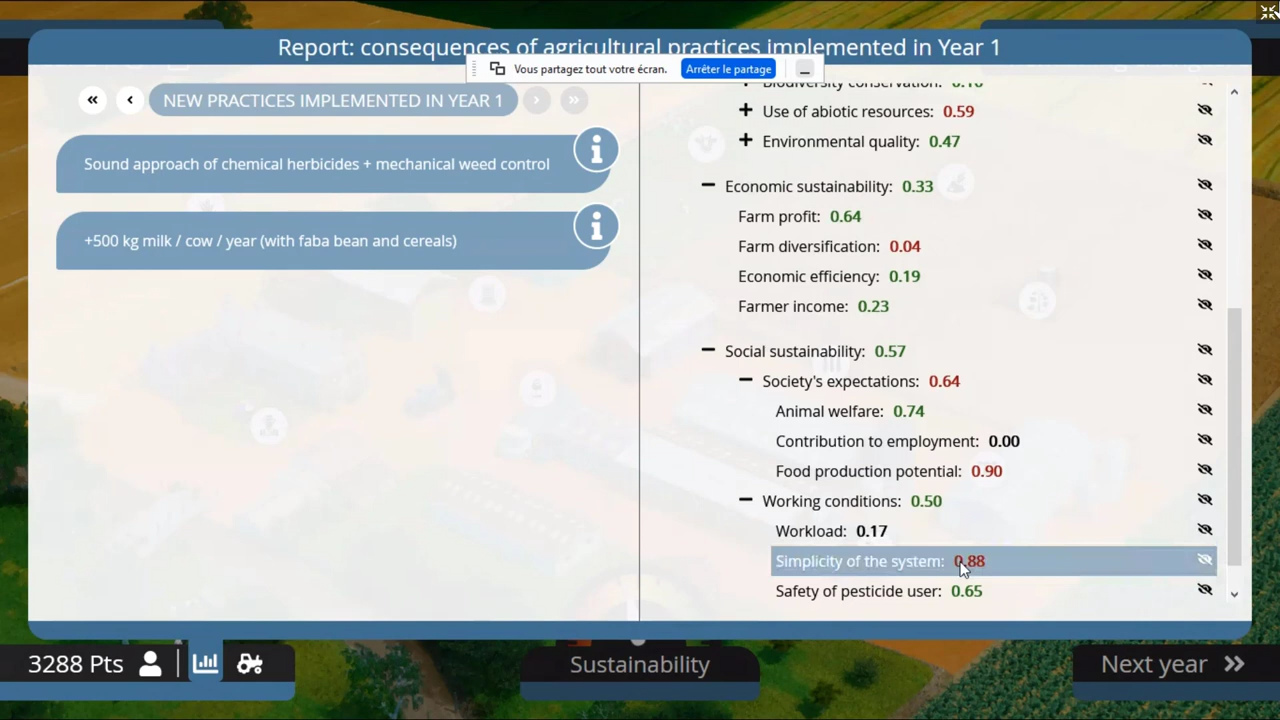 Report: consequences of agricultural practices implemented in Year 1
Vous partagez tout votre écran.
Arrêter le partage
NEW PRACTICES IMPLEMENTED IN YEAR 1
Sound approach of chemical herbicides + mechanical weed control
+500 kg milk / cow / year (with faba bean and cereals)
Biodiversity conservation: 0.16
Use of abiotic resources: 0.59
Environmental quality: 0.47
Economic sustainability: 0.33
Farm profit: 0.64
Farm diversification: 0.04
Economic efficiency: 0.19
Farmer income: 0.23
Social sustainability: 0.57
Society's expectations: 0.64
Animal welfare: 0.74
Contribution to employment: 0.00
Food production potential: 0.90
Working conditions: 0.50
Workload: 0.17
Simplicity of the system: 0.88
Safety of pesticide user: 0.65
3288 Pts
Sustainability
Next year